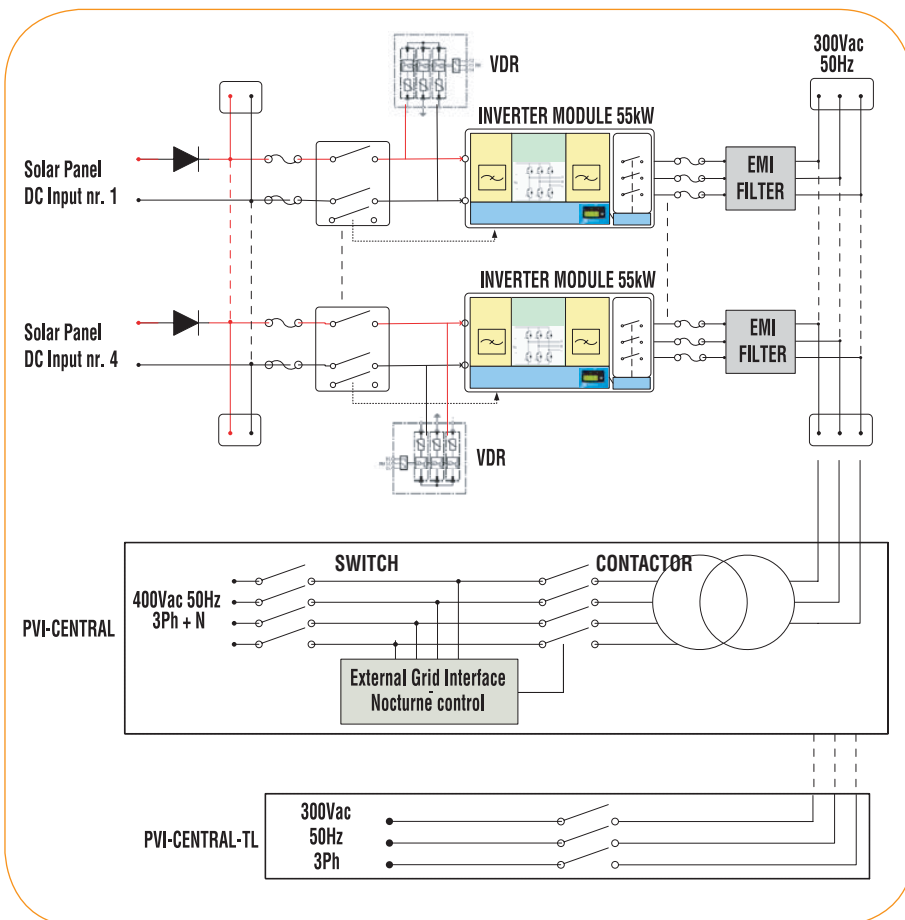 300Vac
50Hz
VDR
INVERTER MODULE 55kW
Solar Panel
DC Input nr. 1
EMI
FILTER
INVERTER MODULE 55kW
Solar Panel
DC Input nr. 4
EMI
FILTER
VDR
PVI-CENTRAL
SWITCH
CONTACTOR
400Vac 50Hz
3Ph + N
External Grid Interface
-
Nocturne control
PVI-CENTRAL-TL
300Vac
50Hz
3Ph